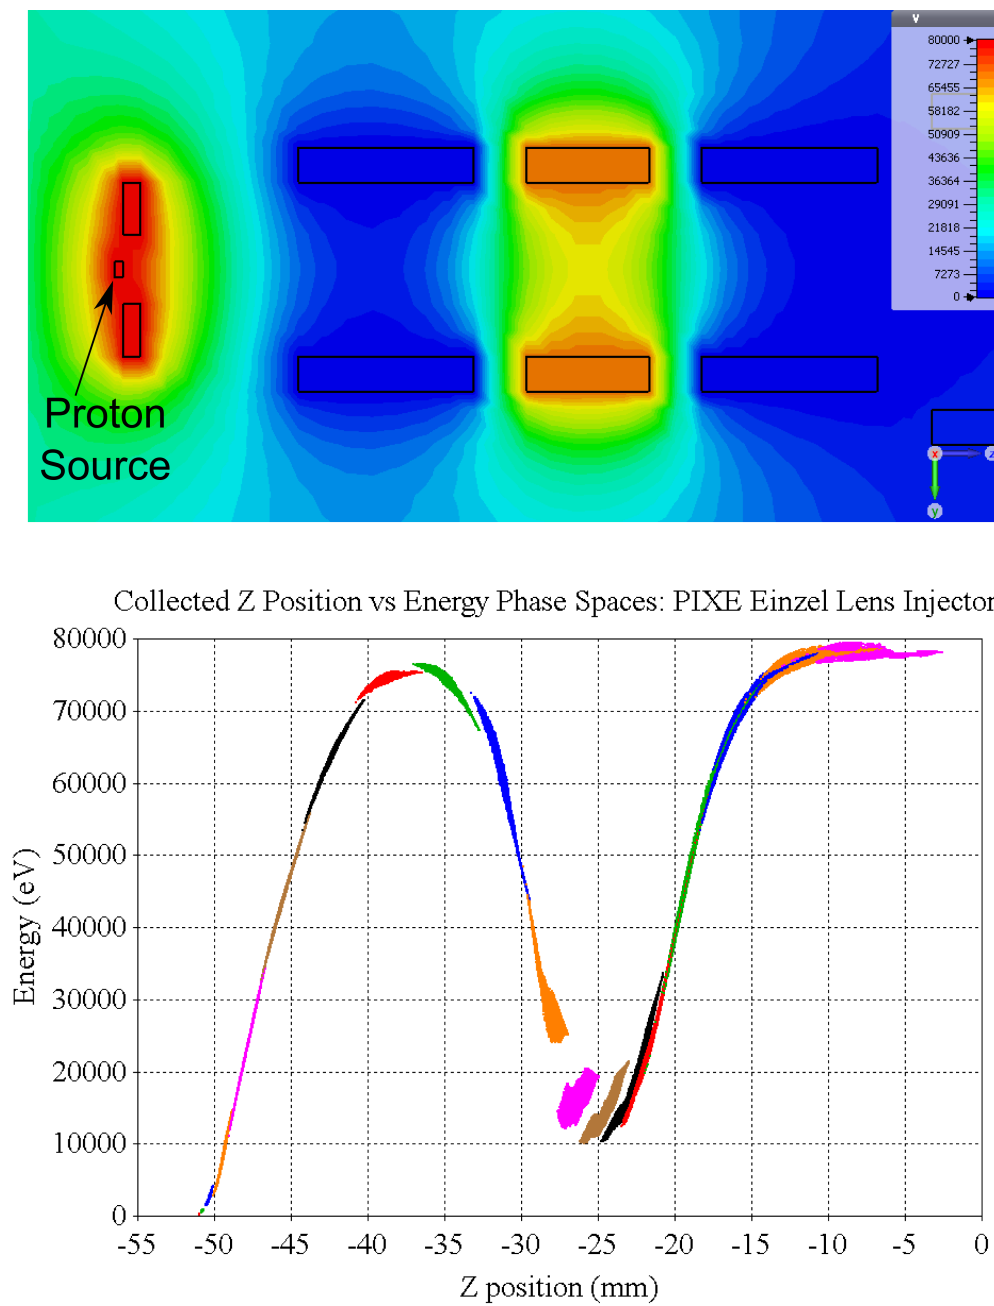 V
80000
72727
65455
58182
50909
43636
36364
29091
21818
14545
7273
0
Proton
Source
x
z
y
Collected Z Position vs Energy Phase Spaces: PIXE Einzel Lens Injector
80000
70000
60000
50000
40000
30000
20000
10000
0
Energy (eV)
-55 -50 -45 -40 -35 -30 -25 -20 -15 -10 -5 0
Z position (mm)